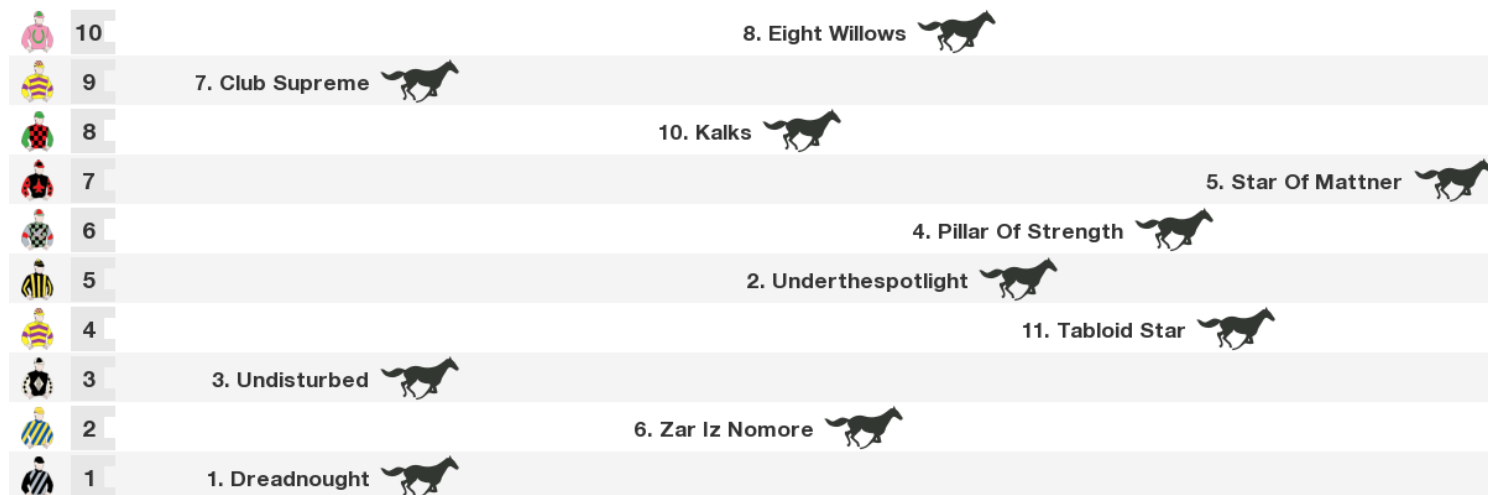 10 8. Eight Willows
9 7. Club Supreme
8 10. Kalks
7 5. Star Of Mattner
6 4. Pillar Of Strength
5 2. Underthespotlight
4 11. Tabloid Star
3 3. Undisturbed
2 6. Zar Iz Nomore
1 1. Dreadnought